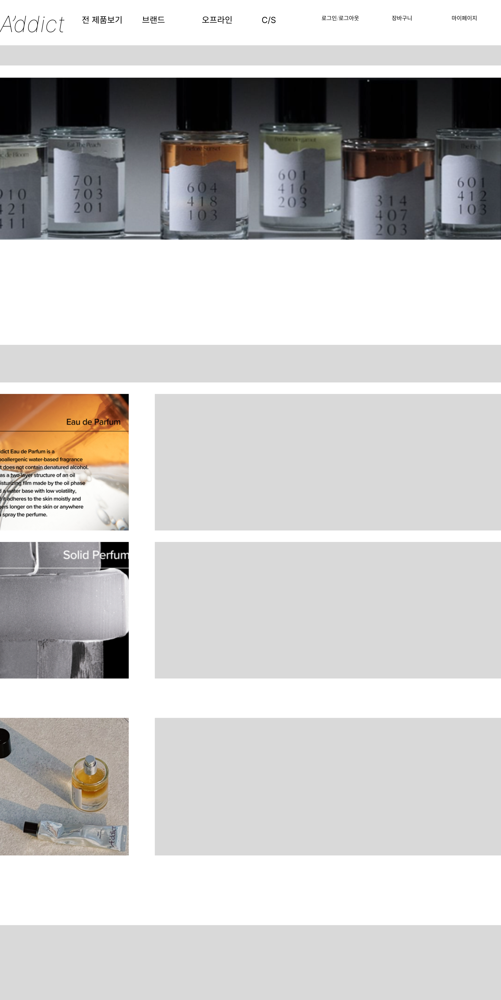 A'ddict
전 제품보기
브랜드
오프라인
C/S
로그인/로그아웃
장바구니
마이페이지
de Bloom
10
421
411
Eat The Peach
701
703
201
Before Sunset
604
418
103
Peel the Bergamot
601
416
203
314
407
203
The First
601
412
103
Eau de Parfum
ddict Eau de Parfum is a
poallergenic water-based fragrance
t does not contain denatured alcohol.
as a two-layer structure of an oil
isturizing film made by the oil phase
d a water base with low volatility,
d it adheres to the skin moistly and
gers longer on the skin or anywhere
u spray the perfume.
Solid Perfum
A'ddict